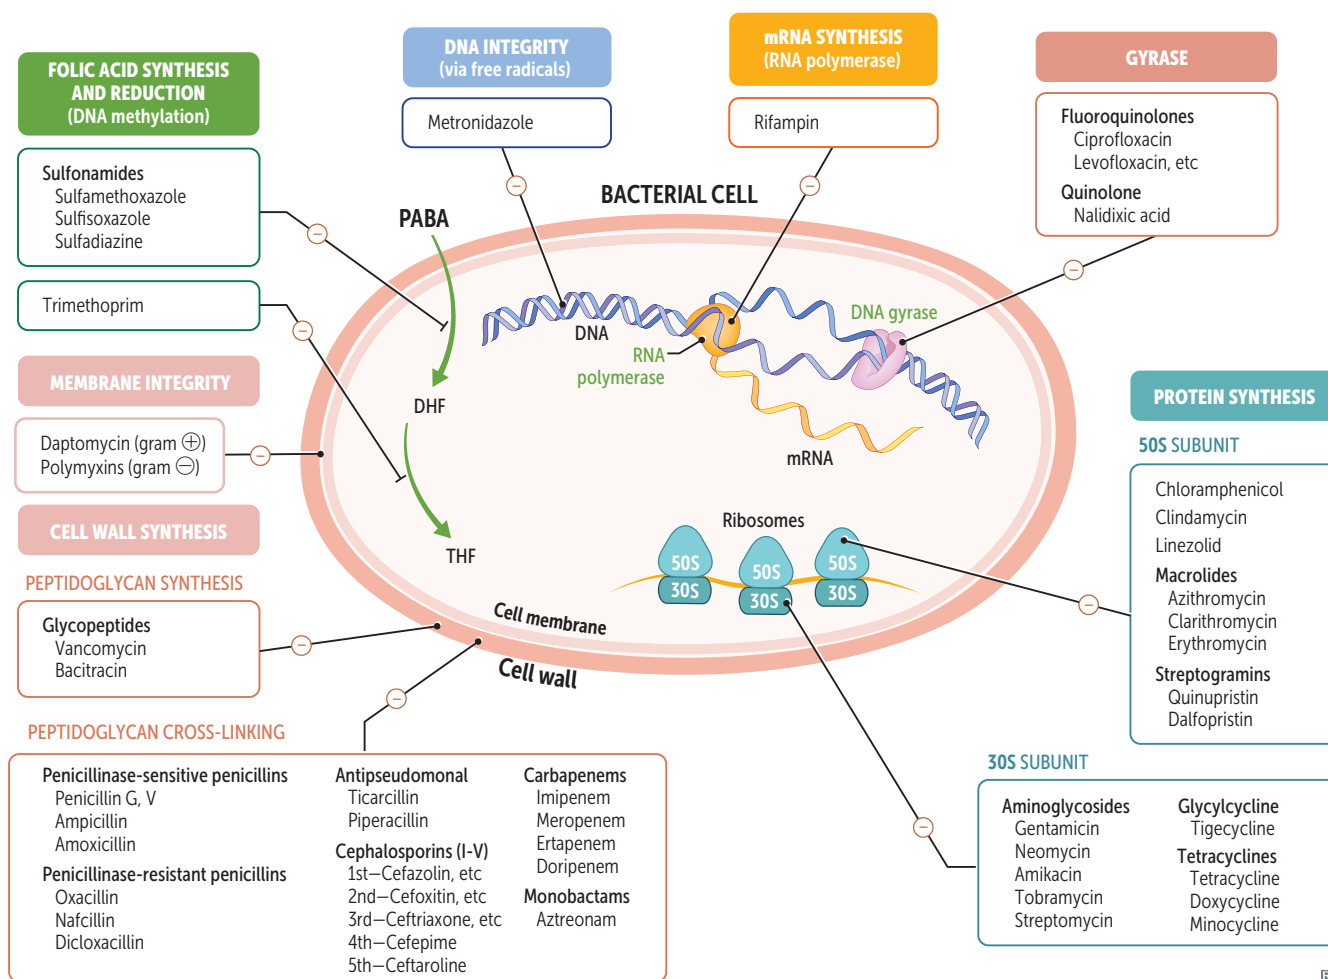 FOLIC ACID SYNTHESIS
AND REDUCTION
(DNA methylation)
Sulfonamides
Sulfamethoxazole
Sulfisoxazole
Sulfadiazine
Trimethoprim
DNA INTEGRITY
(via free radicals)
Metronidazole
mRNA SYNTHESIS
(RNA polymerase)
Rifampin
GYRASE
Fluoroquinolones
Ciprofloxacin
Levofloxacin, etc
Quinolone
Nalidixic acid
MEMBRANE INTEGRITY
Daptomycin (gram ⊕)
Polymyxins (gram ⊖)
CELL WALL SYNTHESIS
PEPTIDOGLYCAN SYNTHESIS
Glycopeptides
Vancomycin
Bacitracin
BACTERIAL CELL
PABA
DHF
THF
DNA
RNA
polymerase
DNA gyrase
mRNA
Ribosomes
50S
30S
50S
30S
50S
30S
Cell membrane
Cell wall
−
−
−
−
−
−
−
−
−
−
PROTEIN SYNTHESIS
50S SUBUNIT
Chloramphenicol
Clindamycin
Linezolid
Macrolides
Azithromycin
Clarithromycin
Erythromycin
Streptogramins
Quinupristin
Dalfopristin
30S SUBUNIT
Aminoglycosides
Gentamicin
Neomycin
Amikacin
Tobramycin
Streptomycin
Glycylcycline
Tigecycline
Tetracyclines
Tetracycline
Doxycycline
Minocycline
PEPTIDOGLYCAN CROSS-LINKING
Penicillinase-sensitive penicillins
Penicillin G, V
Ampicillin
Amoxicillin
Penicillinase-resistant penicillins
Oxacillin
Nafcillin
Dicloxacillin
Antipseudomonal
Ticarcillin
Piperacillin
Cephalosporins (I-V)
1st—Cefazolin, etc
2nd—Cefoxitin, etc
3rd—Ceftriaxone, etc
4th—Cefepime
5th—Ceftaroline
Carbapenems
Imipenem
Meropenem
Ertapenem
Doripenem
Monobactams
Aztreonam